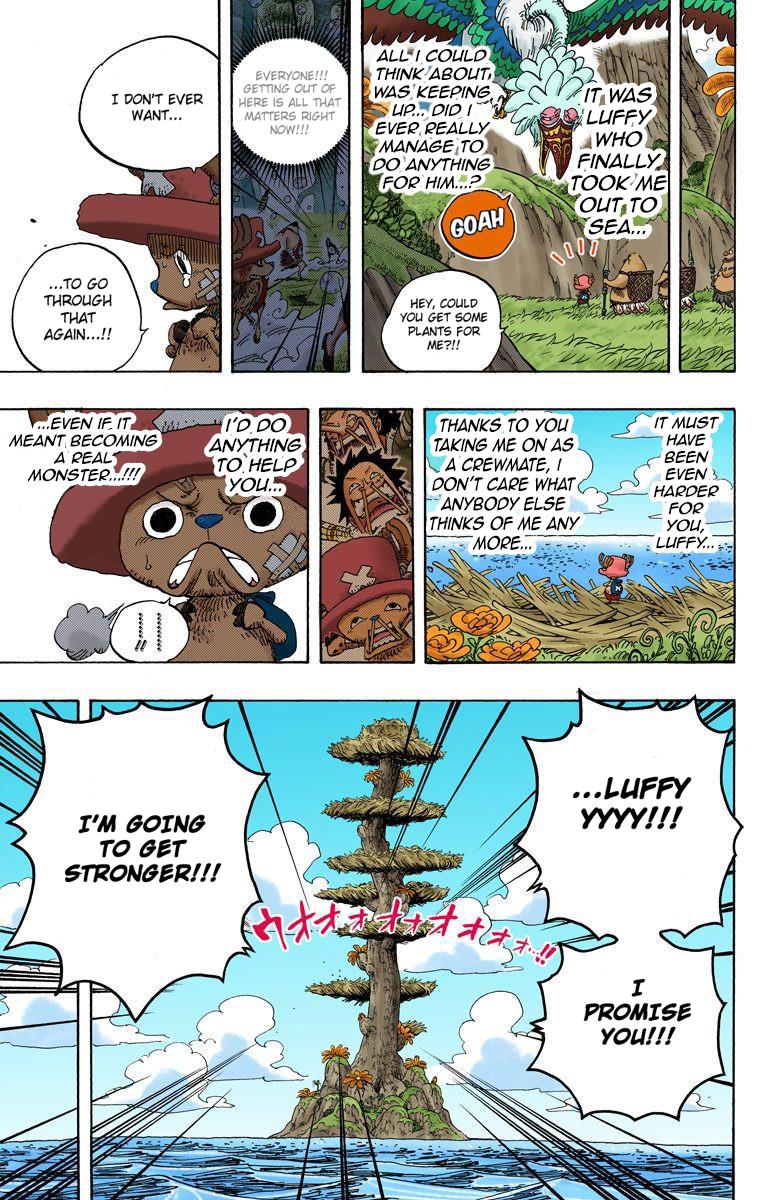 IT WAS
LUFFY
WHO
FINALLY
TOOK ME
OUT TO
SEA...
ALL I COULD
THINK ABOUT
WAS KEEPING
UP... DID I
EVER REALLY
MANAGE TO
DO ANYTHING
FOR HIM...?
GOAH
HEY, COULD
YOU GET SOME
PLANTS FOR
ME?!!
EVERYONE!!!
GETTING OUT OF
HERE IS ALL THAT
MATTERS RIGHT
NOW!!!
I DON'T EVER
WANT...
...TO GO
THROUGH
THAT
AGAIN...!!
IT MUST
HAVE
BEEN
EVEN
HARDER
FOR
YOU,
LUFFY...
THANKS TO YOU
TAKING ME ON AS
A CREWMATE, I
DON'T CARE WHAT
ANYBODY ELSE
THINKS OF ME ANY
MORE...
I'D DO
ANYTHING
TO HELP
YOU...
...EVEN IF IT
MEANT BECOMING
A REAL
MONSTER...!!!
!!
...LUFFY
YYYY!!!
I
PROMISE
YOU!!!
ウオオォオォオオォォ...!!
I'M GOING
TO GET
STRONGER!!!